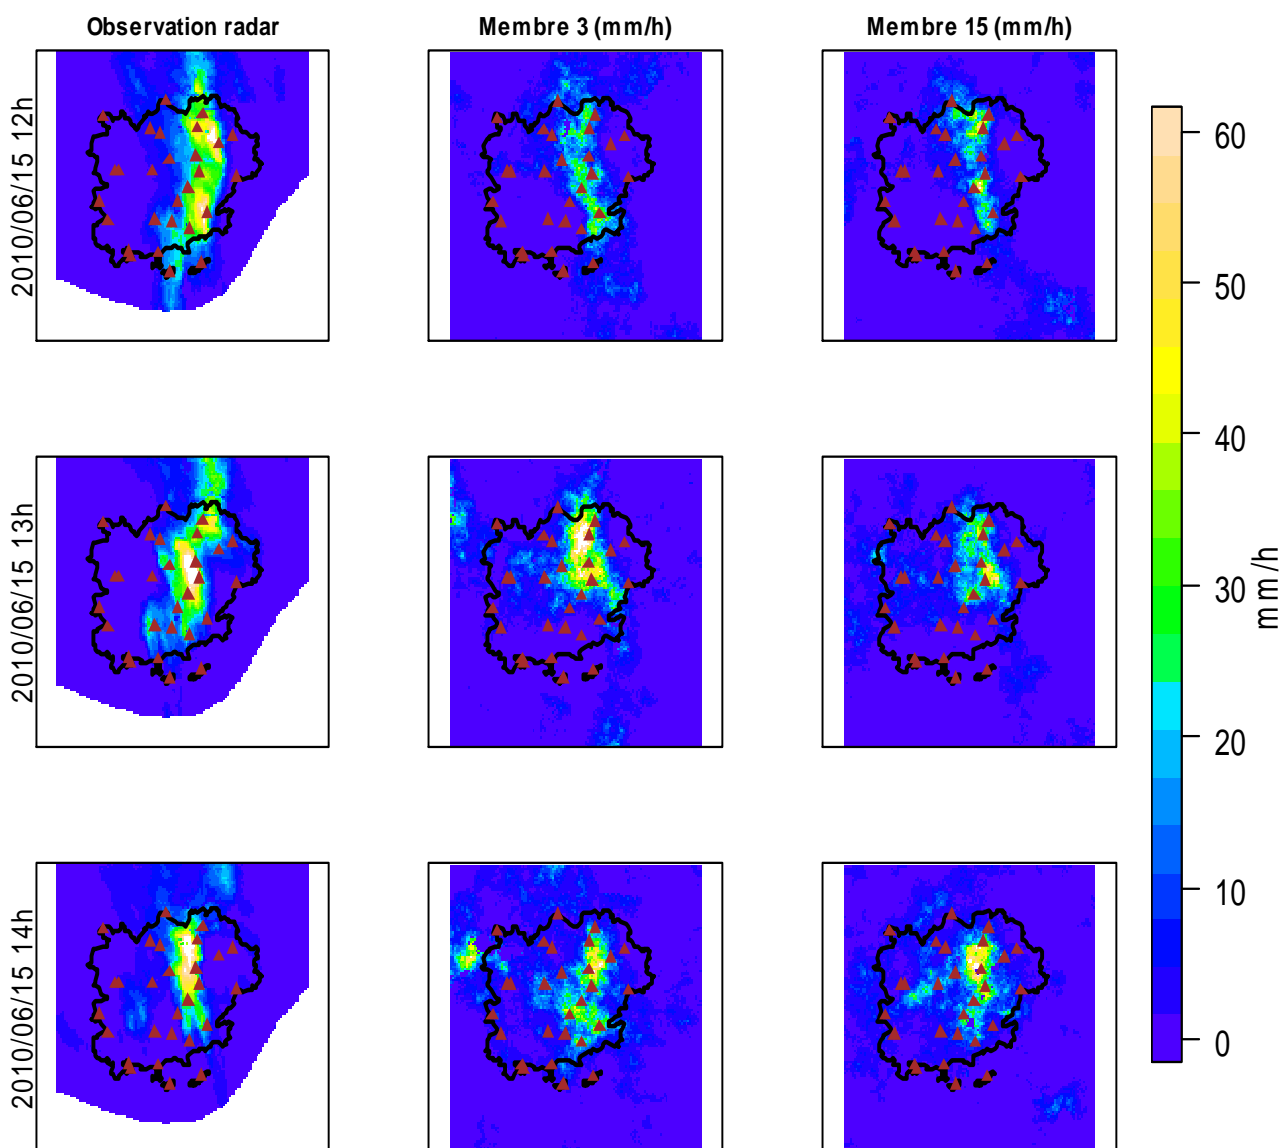 Observation radar
Membre 3 (mm/h)
Membre 15 (mm/h)
2010/06/15 12h
2010/06/15 13h
2010/06/15 14h
60
50
40
30
20
10
0
mm/h